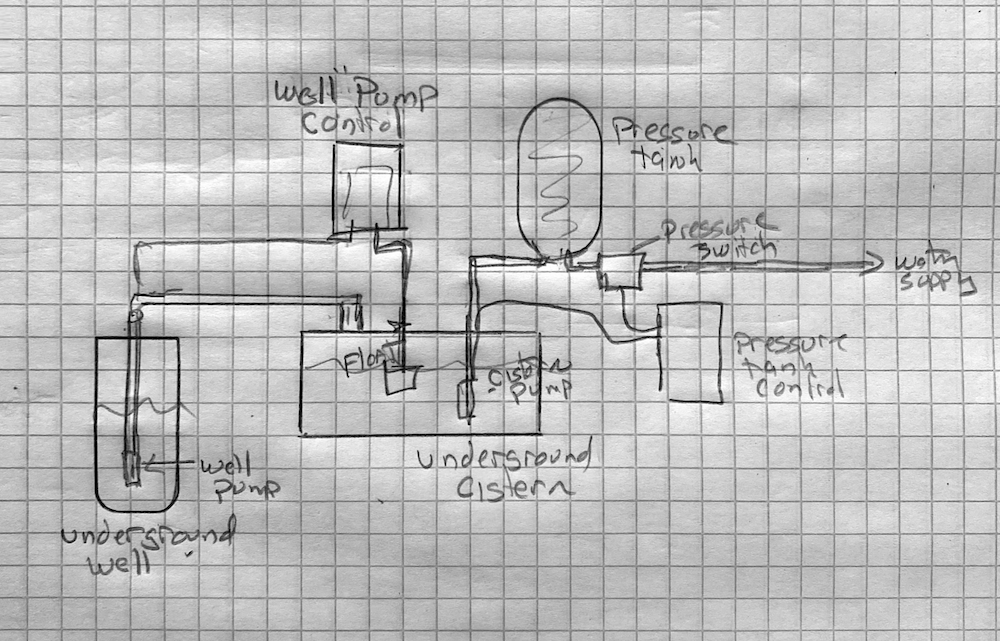 Well Pump
Control
Pressure
tank
Pressure
switch
Water
supply
Float
Cistern
Pump
Pressure
tank
Control
underground
Cistern
Well
pump
underground
well